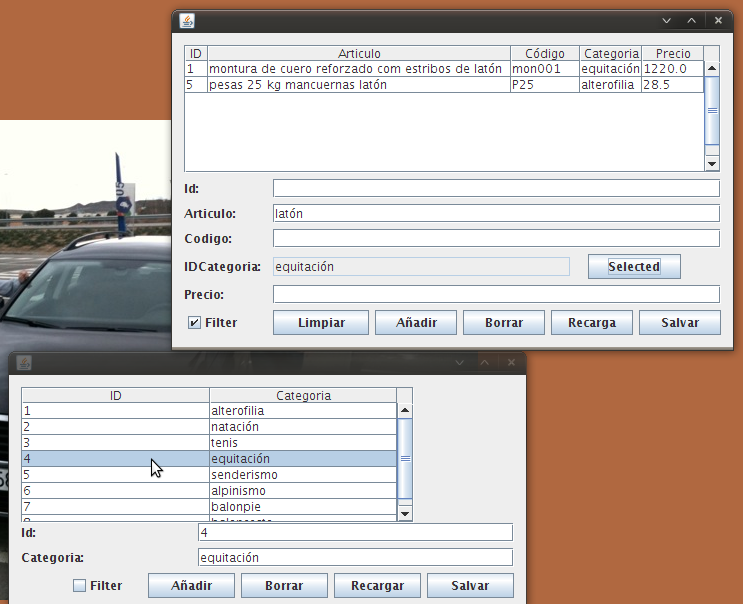 ID Articulo Código Categoria Precio
1 montura de cuero reforzado com estribos de latón mon001 equitación 1220.0
5 pesas 25 kg mancuernas latón P25 alterofilia 28.5
Id:
Articulo: latón
Codigo:
IDCategoria: equitación Selected
Precio:
Filter Limpiar Añadir Borrar Recarga Salvar
ID Categoria
1 alterofilia
2 natación
3 tenis
4 equitación
5 senderismo
6 alpinismo
7 balonpie
Id: 4
Categoria: equitación
Filter Añadir Borrar Recargar Salvar